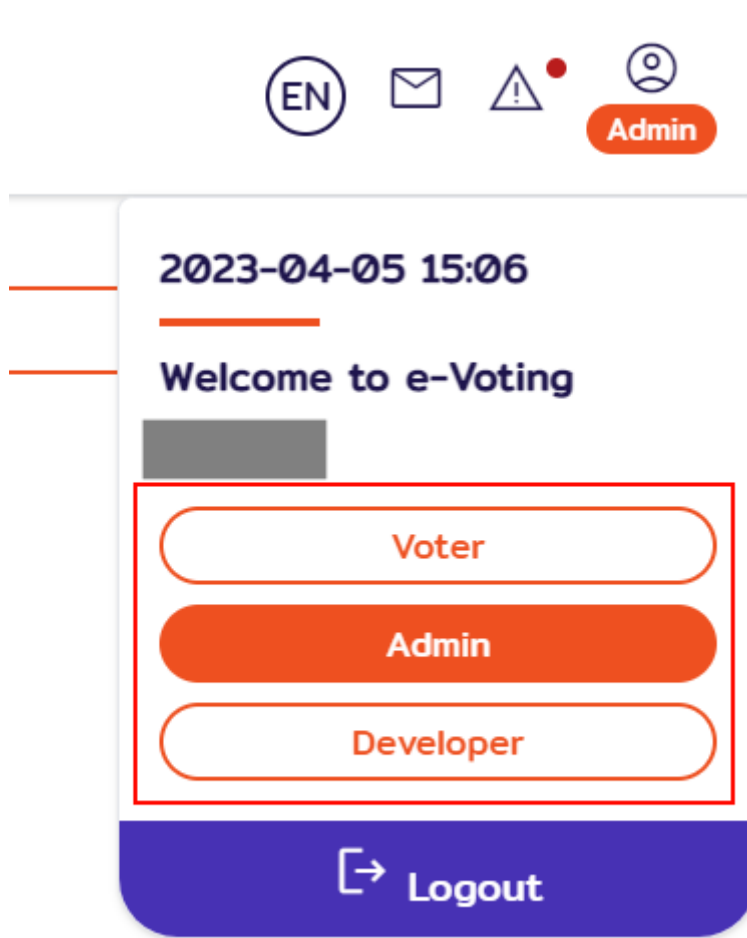 EN
Admin
2023-04-05 15:06
Welcome to e-Voting
Voter
Admin
Developer
Logout